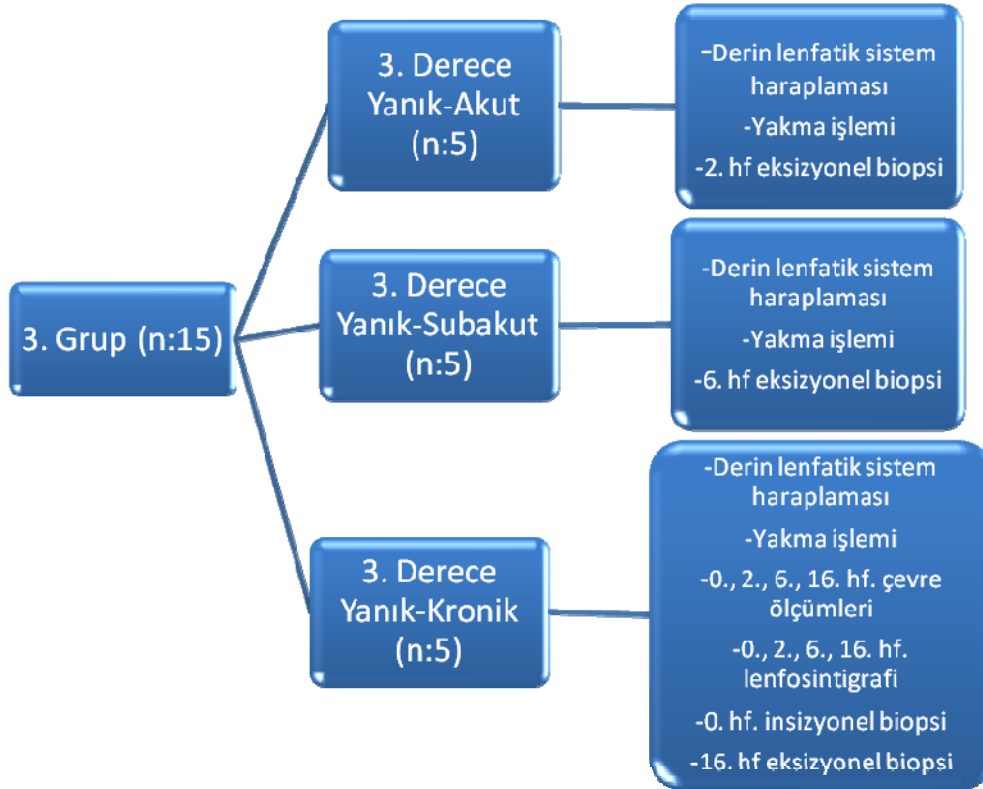 3. Grup (n:15)
3. Derece
Yanık-Akut
(n:5)
-Derin lenfatik sistem
haraplaması
-Yakma işlemi
-2. hf eksizyonel biopsi
3. Derece
Yanık-Subakut
(n:5)
-Derin lenfatik sistem
haraplaması
-Yakma işlemi
-6. hf eksizyonel biopsi
3. Derece
Yanık-Kronik
(n:5)
-Derin lenfatik sistem
haraplaması
-Yakma işlemi
-0., 2., 6., 16. hf. çevre
ölçümleri
-0., 2., 6., 16. hf.
lenfosintigrafi
-0. hf. insizyonel biopsi
-16. hf eksizyonel biopsi